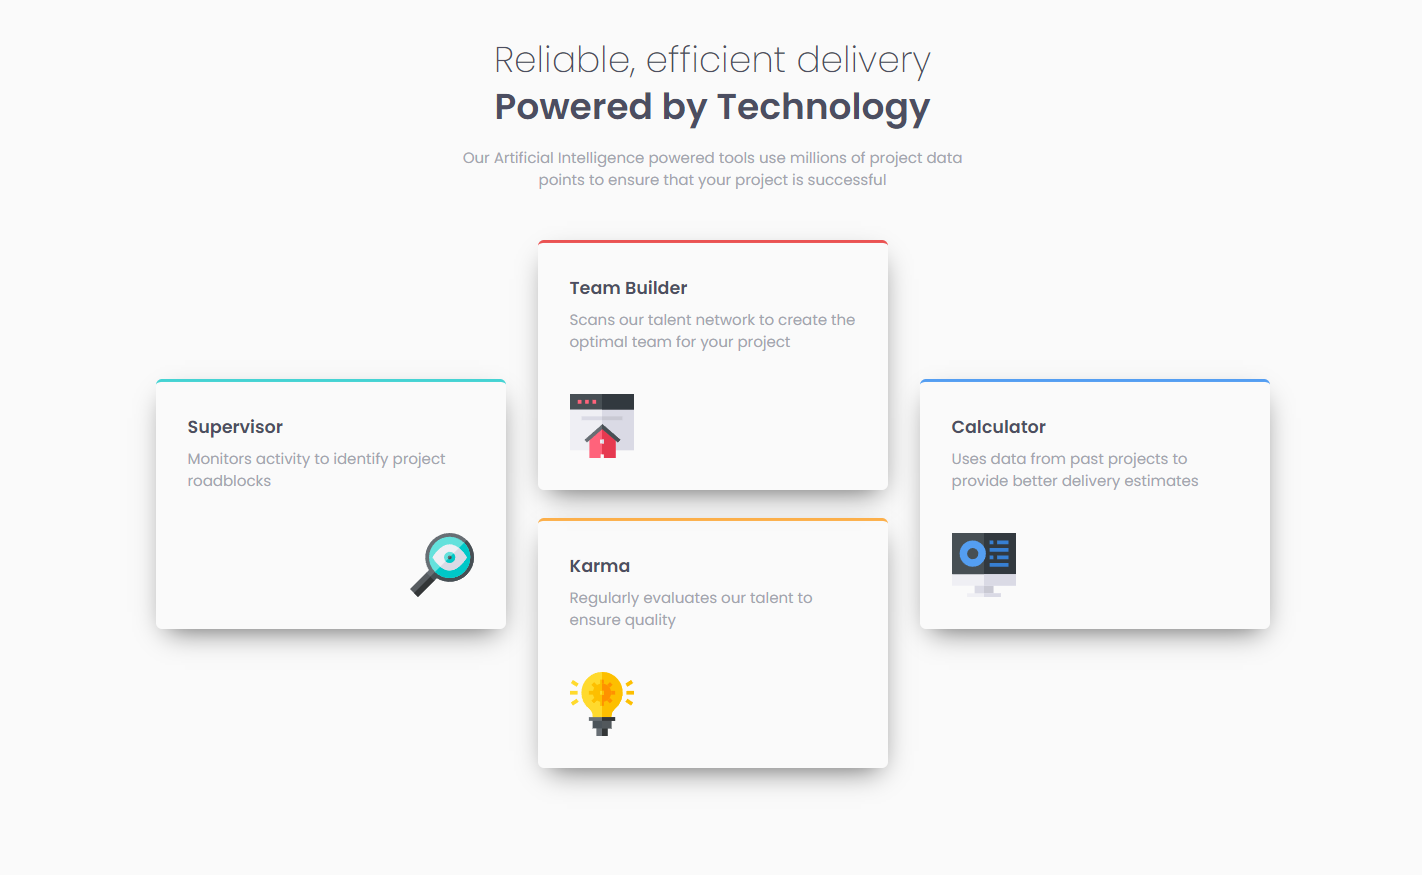 Reliable, efficient delivery
Powered by Technology
Our Artificial Intelligence powered tools use millions of project data
points to ensure that your project is successful
Supervisor
Monitors activity to identify project
roadblocks
Team Builder
Scans our talent network to create the
optimal team for your project
Karma
Regularly evaluates our talent to
ensure quality
Calculator
Uses data from past projects to
provide better delivery estimates